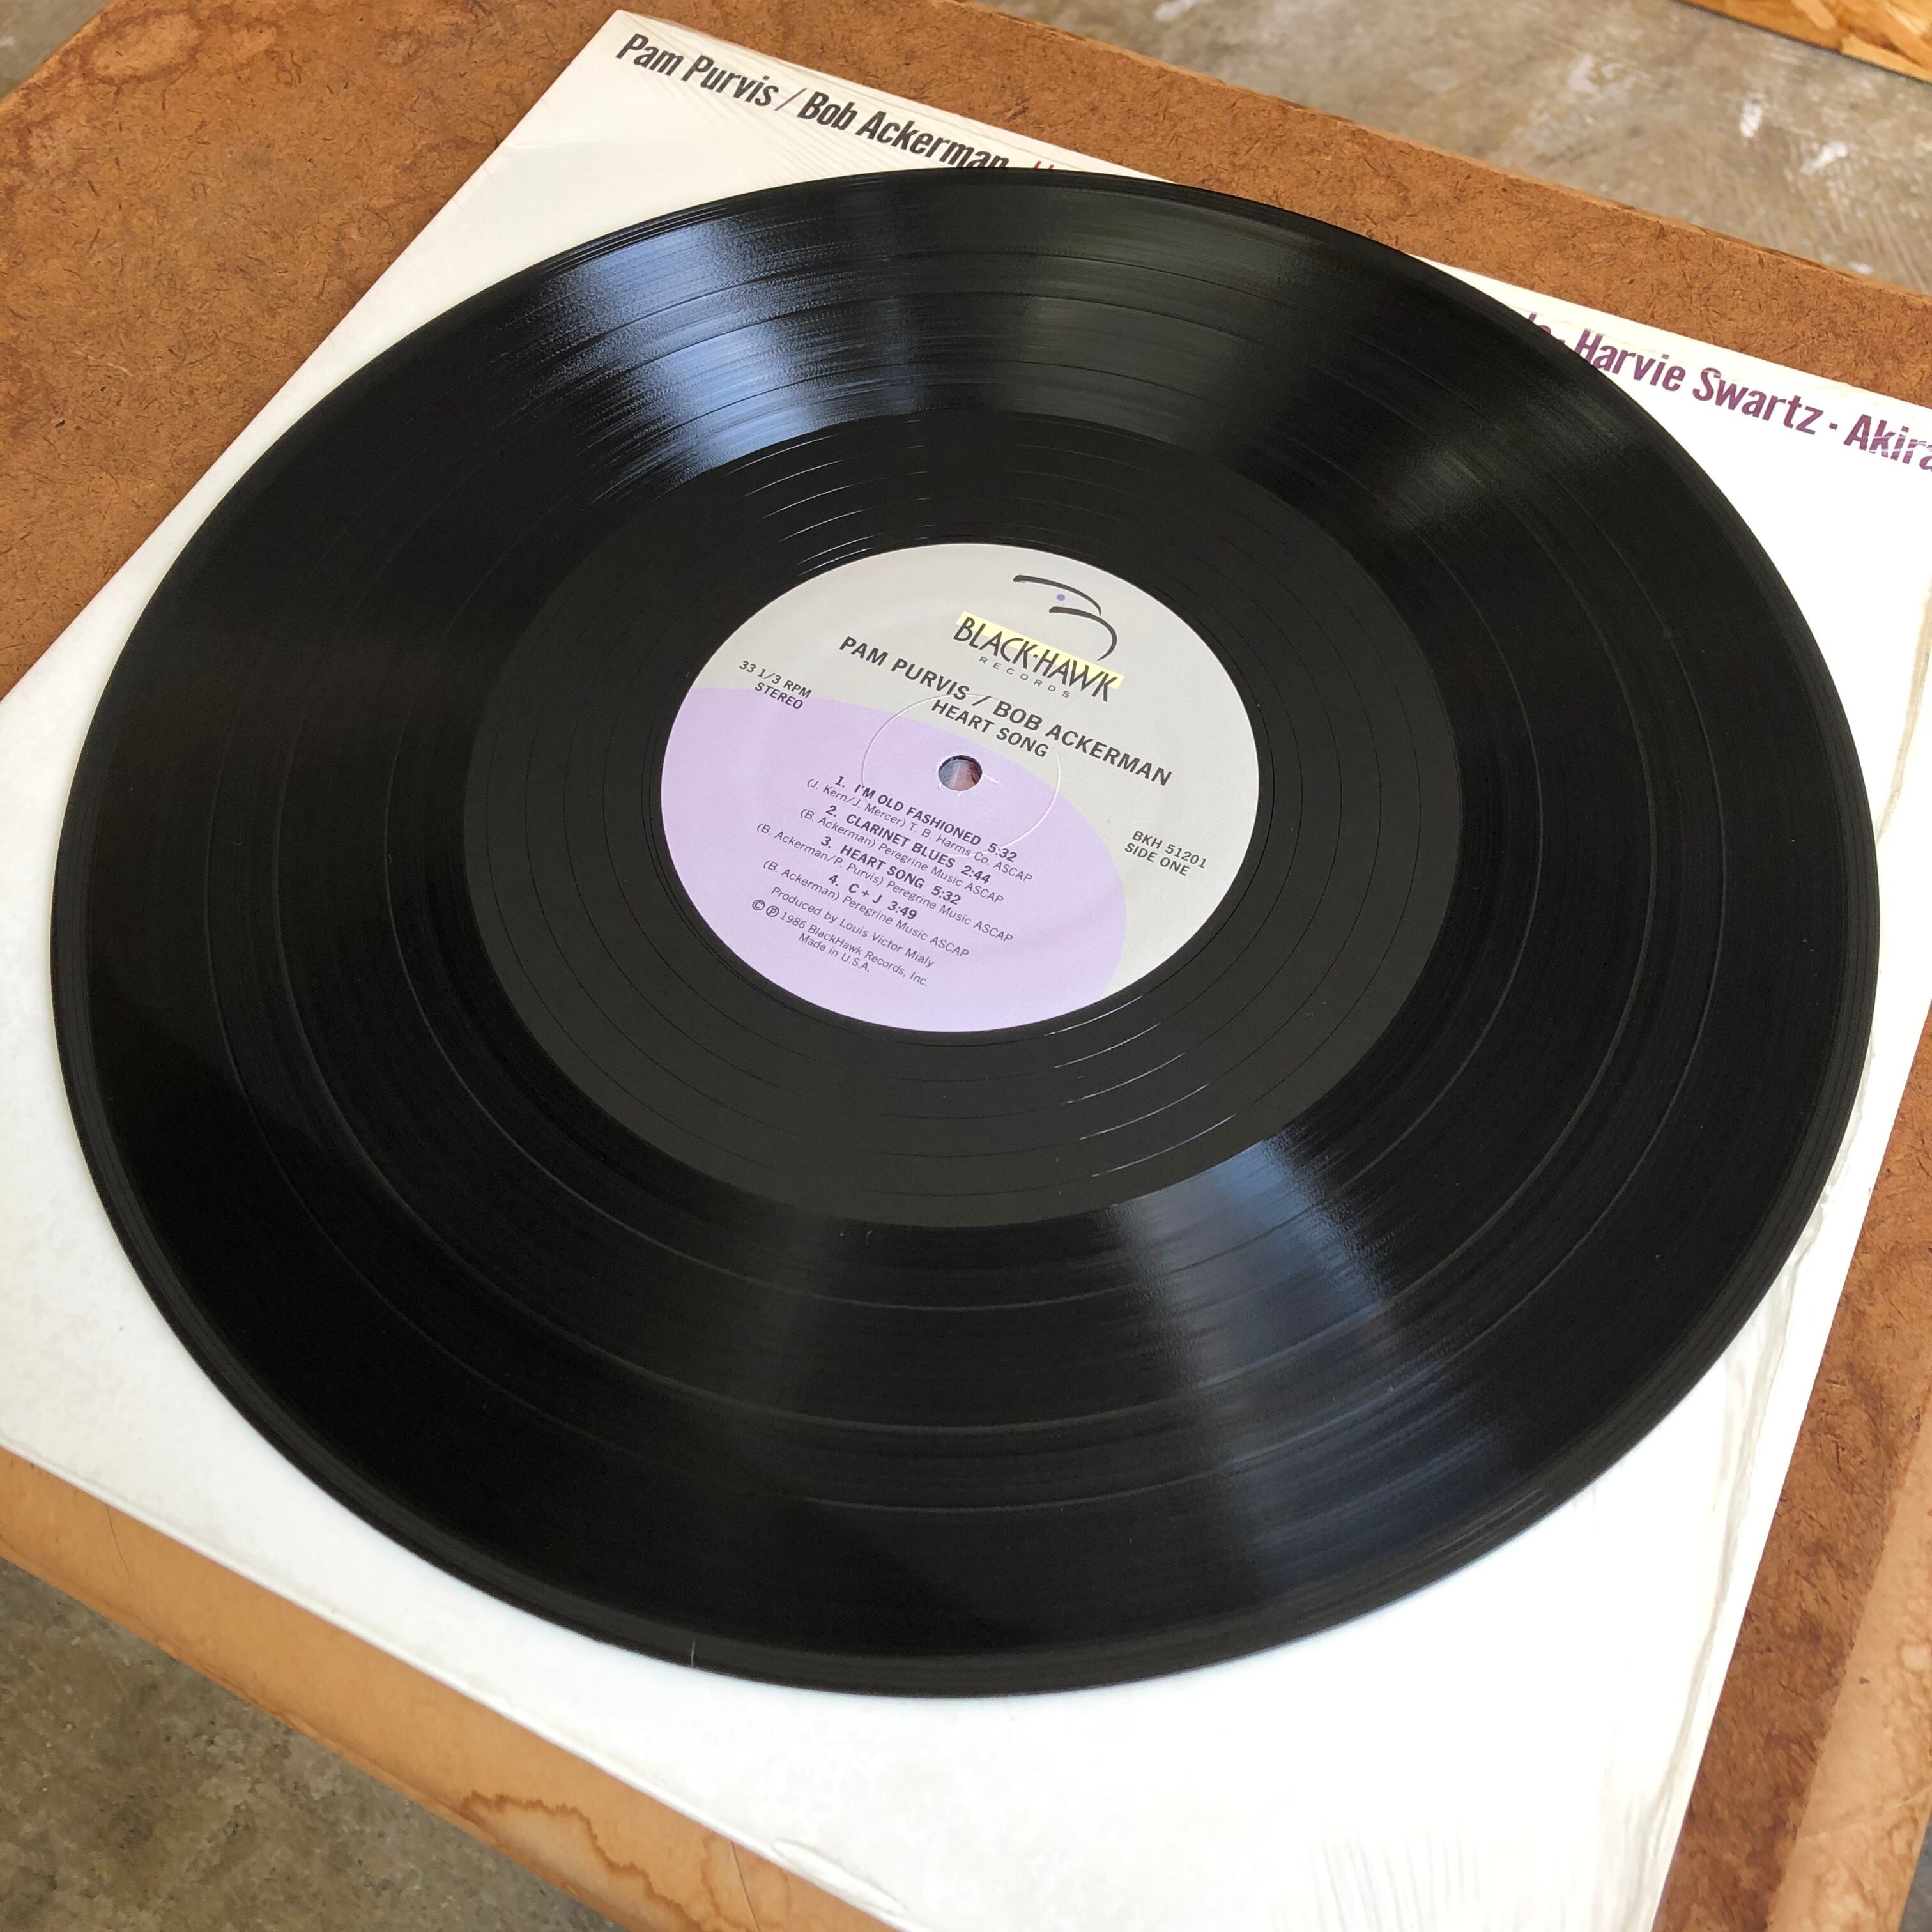 Pam Purvis / Bob Ackerman
· Harvie Swartz · Akira
BLACK·HAWK
RECORDS
PAM PURVIS / BOB ACKERMAN
HEART SONG
33 1/3 RPM
STEREO
BKH 51201
SIDE ONE
1. I'M OLD FASHIONED 5:32
(J. Kern/J. Mercer) T. B. Harms Co. ASCAP
2. CLARINET BLUES 2:44
(B. Ackerman) Peregrine Music ASCAP
3. HEART SONG 5:32
(B. Ackerman/P. Purvis) Peregrine Music ASCAP
4. C + J 3:49
(B. Ackerman) Peregrine Music ASCAP
Produced by Louis Victor Mialy
© ℗ 1986 BlackHawk Records, Inc.
Made in U.S.A.